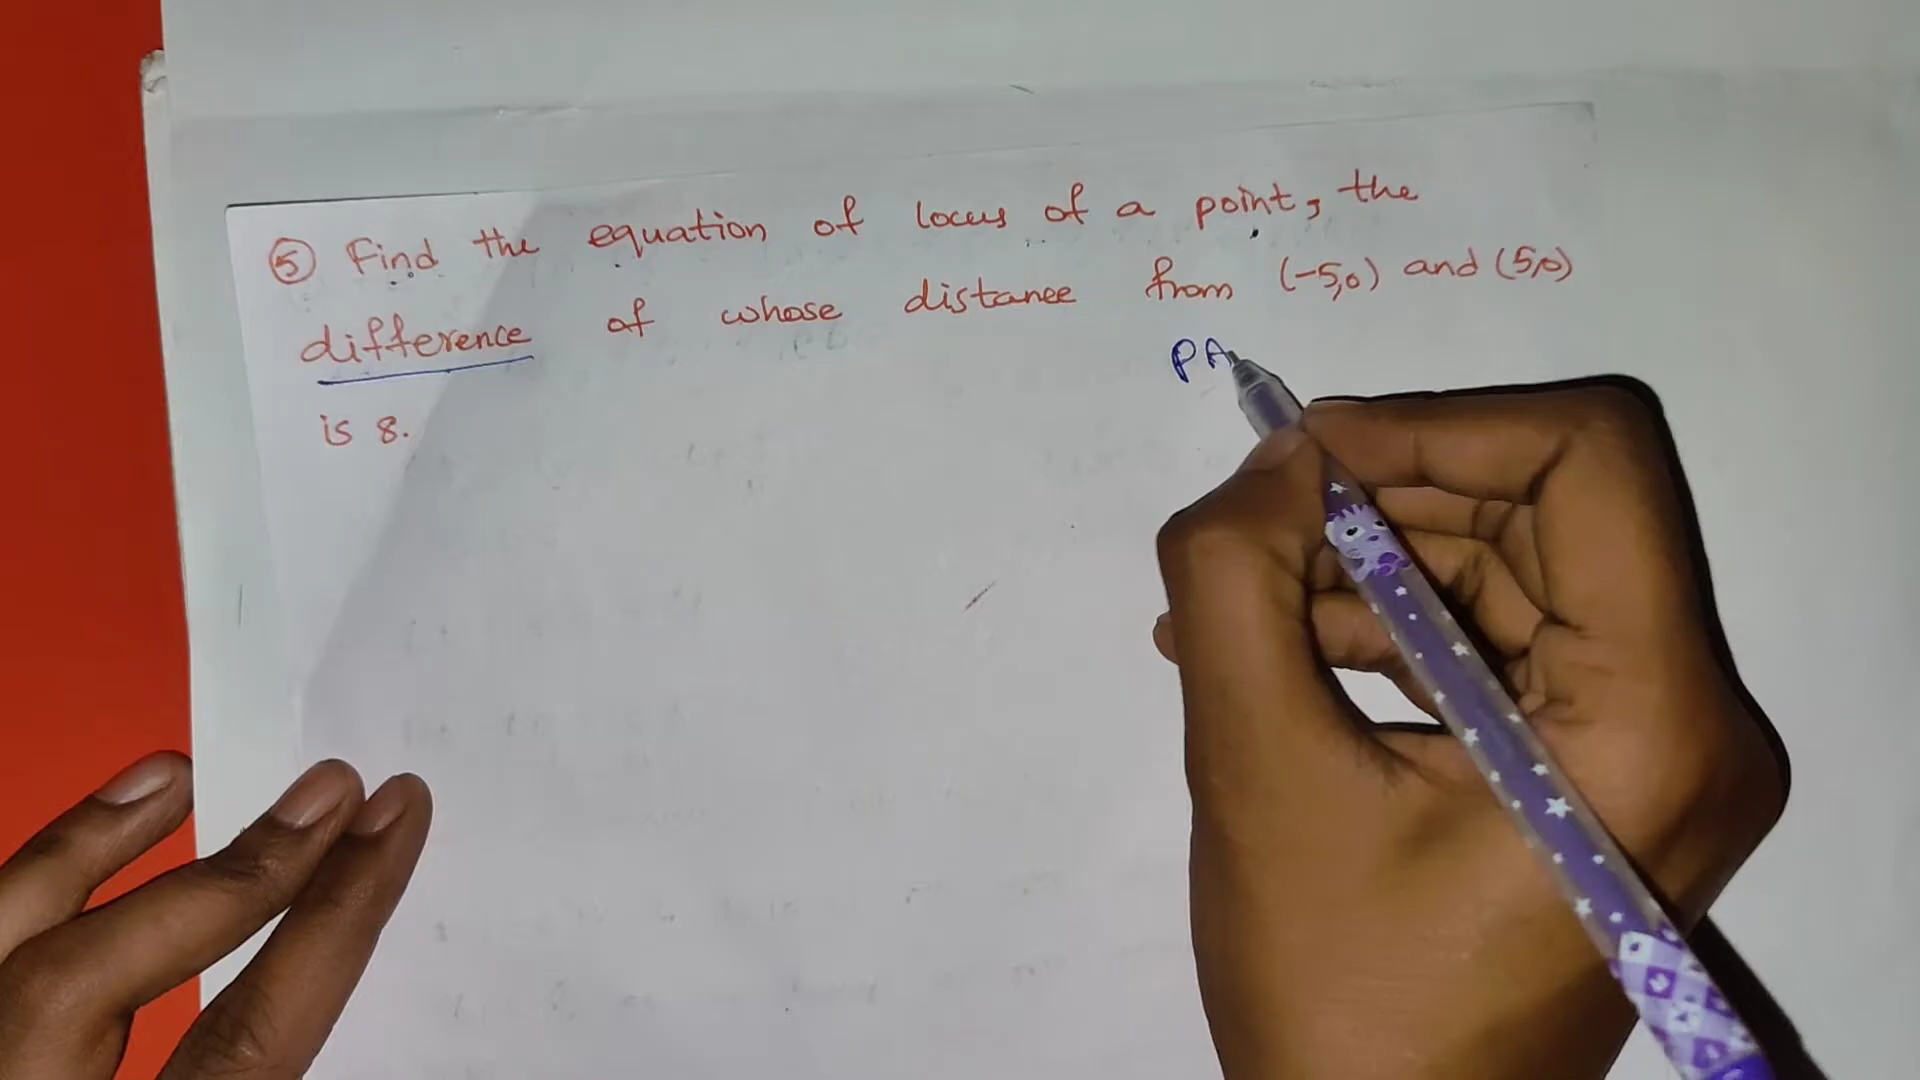 ⑤ Find the equation of locus of a point, the
difference of whose distance from (-5,0) and (5,0)
PA
is 8.